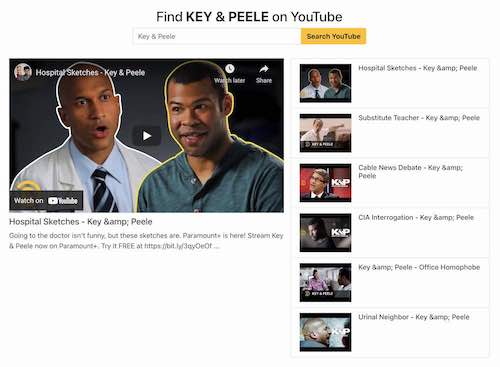 Find KEY & PEELE on YouTube
Key & Peele
Search YouTube
Hospital Sketches - Key & Peele
Watch later
Share
Watch on YouTube
Hospital Sketches - Key &amp; Peele
Going to the doctor isn't funny, but these sketches are. Paramount+ is here! Stream Key
& Peele now on Paramount+. Try it FREE at https://bit.ly/3qyOeOf ...
Hospital Sketches - Key &amp; Peele
KEY & PEELE
Substitute Teacher - Key &amp; Peele
K&P
Cable News Debate - Key &amp;
Peele
K&P
CIA Interrogation - Key &amp; Peele
KEY & PEELE
Key &amp; Peele - Office Homophobe
K&P
Urinal Neighbor - Key &amp; Peele